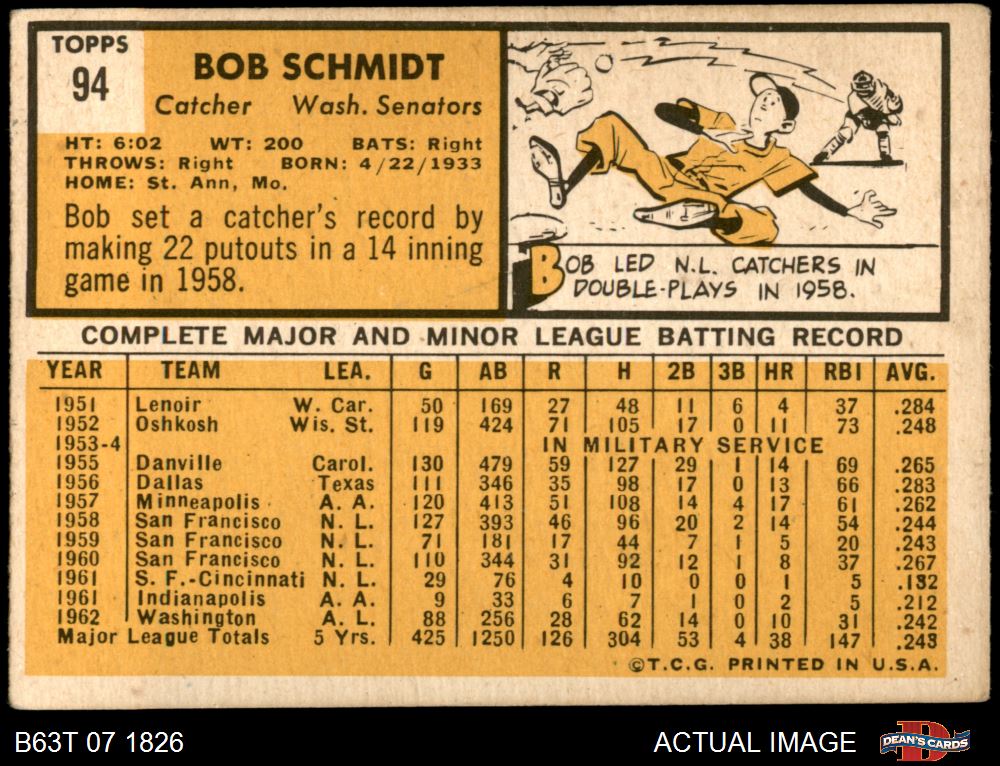 TOPPS
94
BOB SCHMIDT
Catcher Wash. Senators
HT: 6:02 WT: 200 BATS: Right
THROWS: Right BORN: 4/22/1933
HOME: St. Ann, Mo.
Bob set a catcher's record by
making 22 putouts in a 14 inning
game in 1958.
BOB LED N.L. CATCHERS IN
DOUBLE-PLAYS IN 1958.
COMPLETE MAJOR AND MINOR LEAGUE BATTING RECORD
YEAR TEAM LEA. G AB R H 2B 3B HR RBI AVG.
1951 Lenoir W. Car. 50 169 27 48 11 6 4 37 .284
1952 Oshkosh Wis. St. 119 424 71 105 17 0 11 73 .248
1953-4 IN MILITARY SERVICE
1955 Danville Carol. 130 479 59 127 29 1 14 69 .265
1956 Dallas Texas 111 346 35 98 17 0 13 66 .283
1957 Minneapolis A. A. 120 413 51 108 14 4 17 61 .262
1958 San Francisco N. L. 127 393 46 96 20 2 14 54 .244
1959 San Francisco N. L. 71 181 17 44 7 1 5 20 .243
1960 San Francisco N. L. 110 344 31 92 12 1 8 37 .267
1961 S. F.-Cincinnati N. L. 29 76 4 10 0 0 1 5 .132
1961 Indianapolis A. A. 9 33 6 7 1 0 2 5 .212
1962 Washington A. L. 88 256 28 62 14 0 10 31 .242
Major League Totals 5 Yrs. 425 1250 126 304 53 4 38 147 .243
©T.C.G. PRINTED IN U.S.A.
B63T 07 1826 ACTUAL IMAGE
D
DEAN'S CARDS